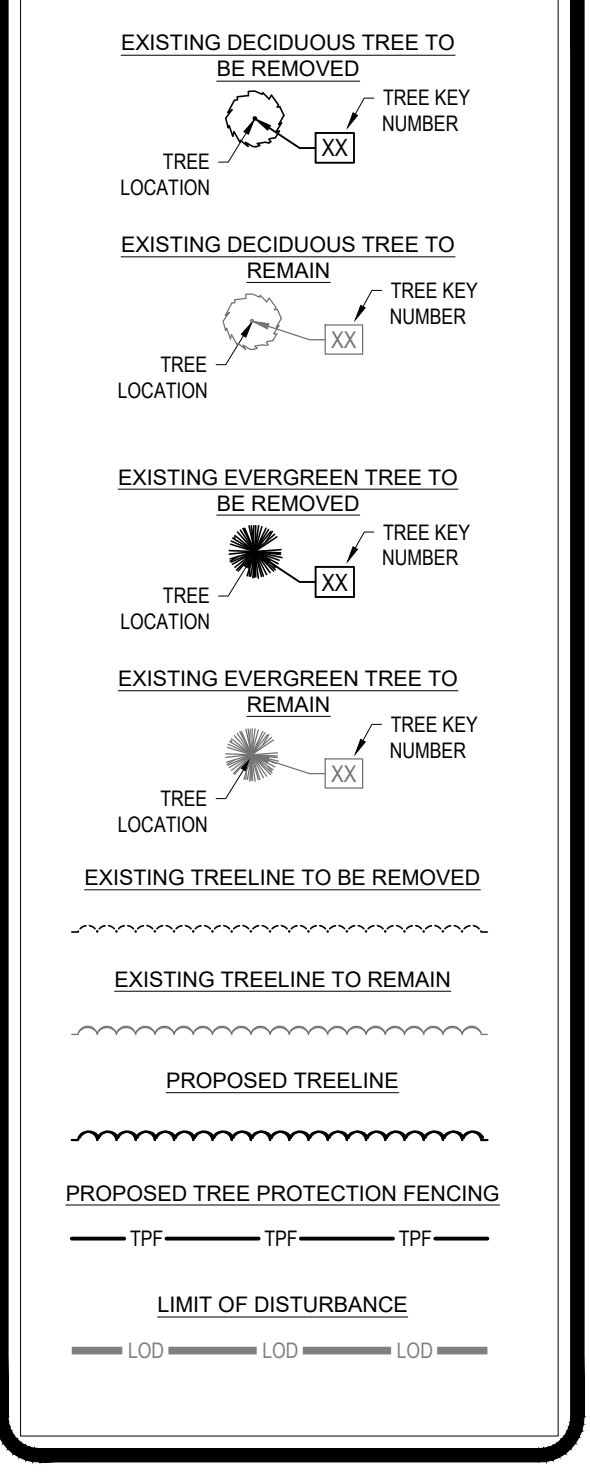 EXISTING DECIDUOUS TREE TO
BE REMOVED
TREE KEY
NUMBER
XX
TREE
LOCATION
EXISTING DECIDUOUS TREE TO
REMAIN
TREE KEY
NUMBER
XX
TREE
LOCATION
EXISTING EVERGREEN TREE TO
BE REMOVED
TREE KEY
NUMBER
XX
TREE
LOCATION
EXISTING EVERGREEN TREE TO
REMAIN
TREE KEY
NUMBER
XX
TREE
LOCATION
EXISTING TREELINE TO BE REMOVED
EXISTING TREELINE TO REMAIN
PROPOSED TREELINE
PROPOSED TREE PROTECTION FENCING
TPF TPF TPF
LIMIT OF DISTURBANCE
LOD LOD LOD